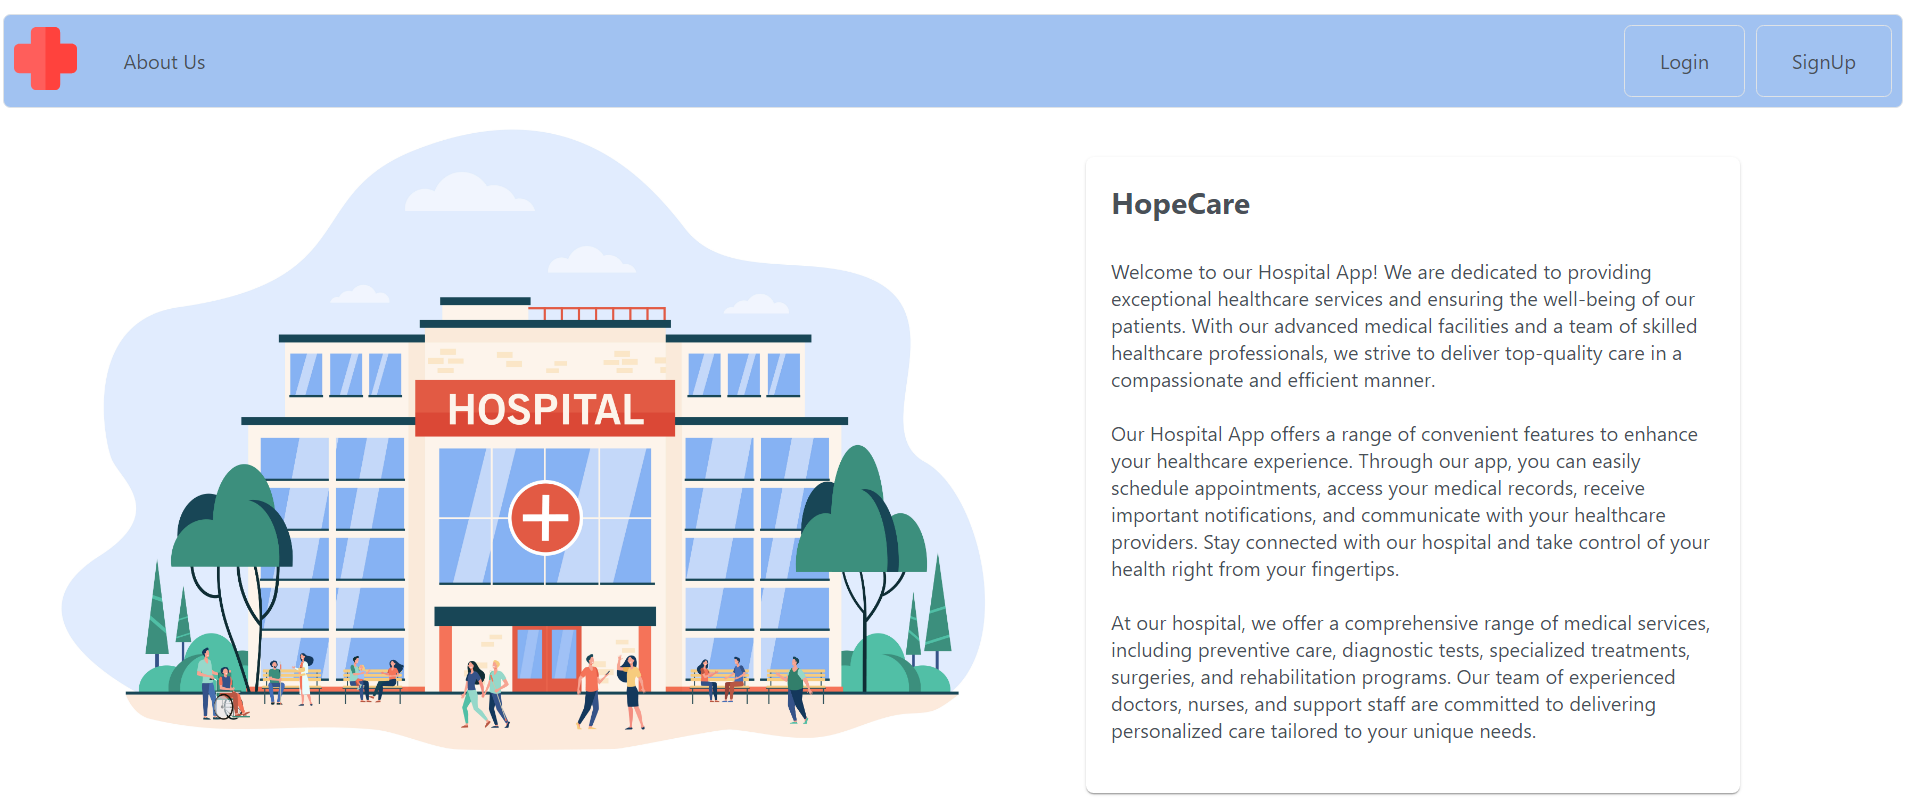 About Us
Login
SignUp
HOSPITAL
HopeCare
Welcome to our Hospital App! We are dedicated to providing
exceptional healthcare services and ensuring the well-being of our
patients. With our advanced medical facilities and a team of skilled
healthcare professionals, we strive to deliver top-quality care in a
compassionate and efficient manner.
Our Hospital App offers a range of convenient features to enhance
your healthcare experience. Through our app, you can easily
schedule appointments, access your medical records, receive
important notifications, and communicate with your healthcare
providers. Stay connected with our hospital and take control of your
health right from your fingertips.
At our hospital, we offer a comprehensive range of medical services,
including preventive care, diagnostic tests, specialized treatments,
surgeries, and rehabilitation programs. Our team of experienced
doctors, nurses, and support staff are committed to delivering
personalized care tailored to your unique needs.